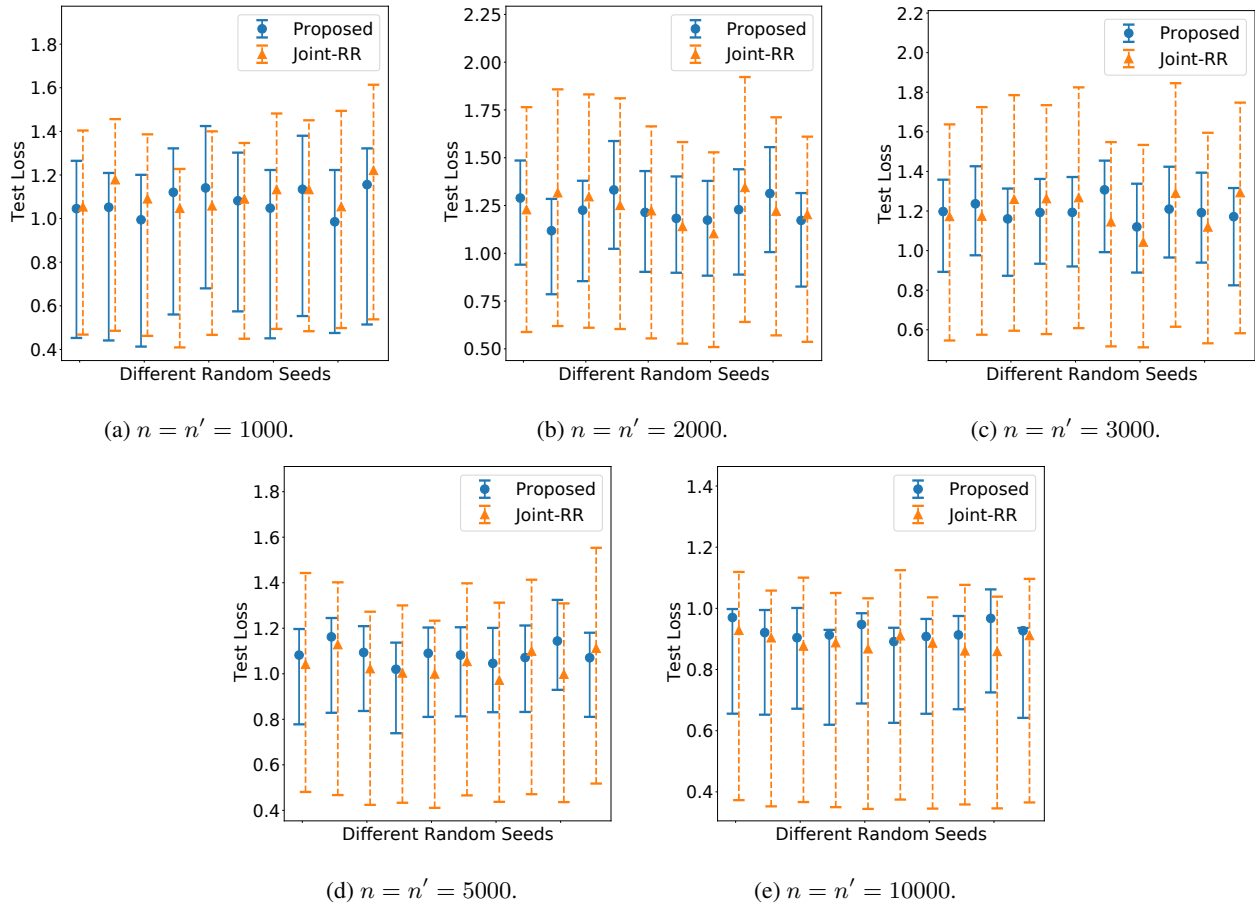 Proposed
Joint-RR
Test Loss
1.8
1.6
1.4
1.2
1.0
0.8
0.6
0.4
Different Random Seeds
(a) n = n′ = 1000.
Proposed
Joint-RR
Test Loss
2.25
2.00
1.75
1.50
1.25
1.00
0.75
0.50
Different Random Seeds
(b) n = n′ = 2000.
Proposed
Joint-RR
Test Loss
2.2
2.0
1.8
1.6
1.4
1.2
1.0
0.8
0.6
Different Random Seeds
(c) n = n′ = 3000.
Proposed
Joint-RR
Test Loss
1.8
1.6
1.4
1.2
1.0
0.8
0.6
0.4
Different Random Seeds
(d) n = n′ = 5000.
Proposed
Joint-RR
Test Loss
1.4
1.2
1.0
0.8
0.6
0.4
Different Random Seeds
(e) n = n′ = 10000.